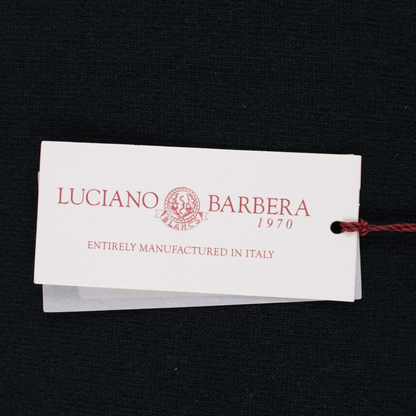 LUCIANO BARBERA
1970
ENTIRELY MANUFACTURED IN ITALY